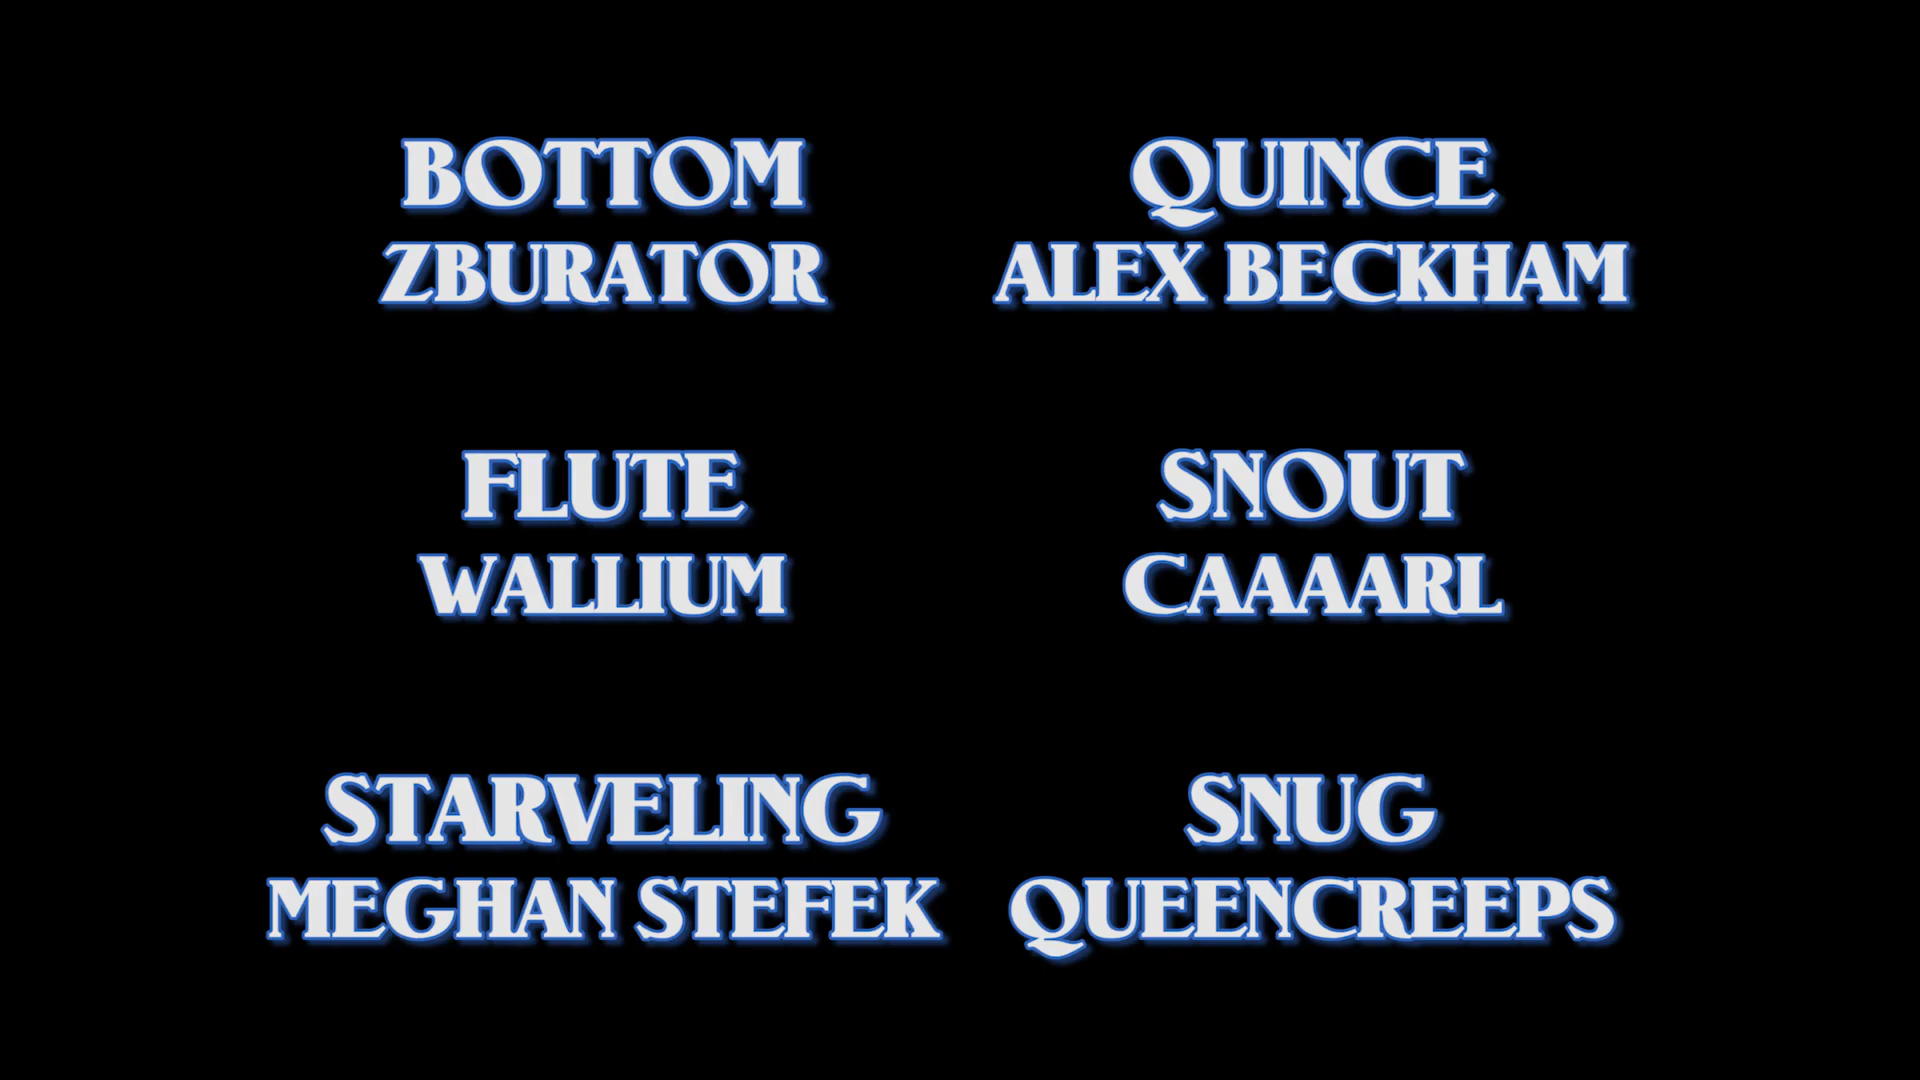 BOTTOM
ZBURATOR
QUINCE
ALEX BECKHAM
FLUTE
WALLIUM
SNOUT
CAAAARL
STARVELING
MEGHAN STEFEK
SNUG
QUEENCREEPS